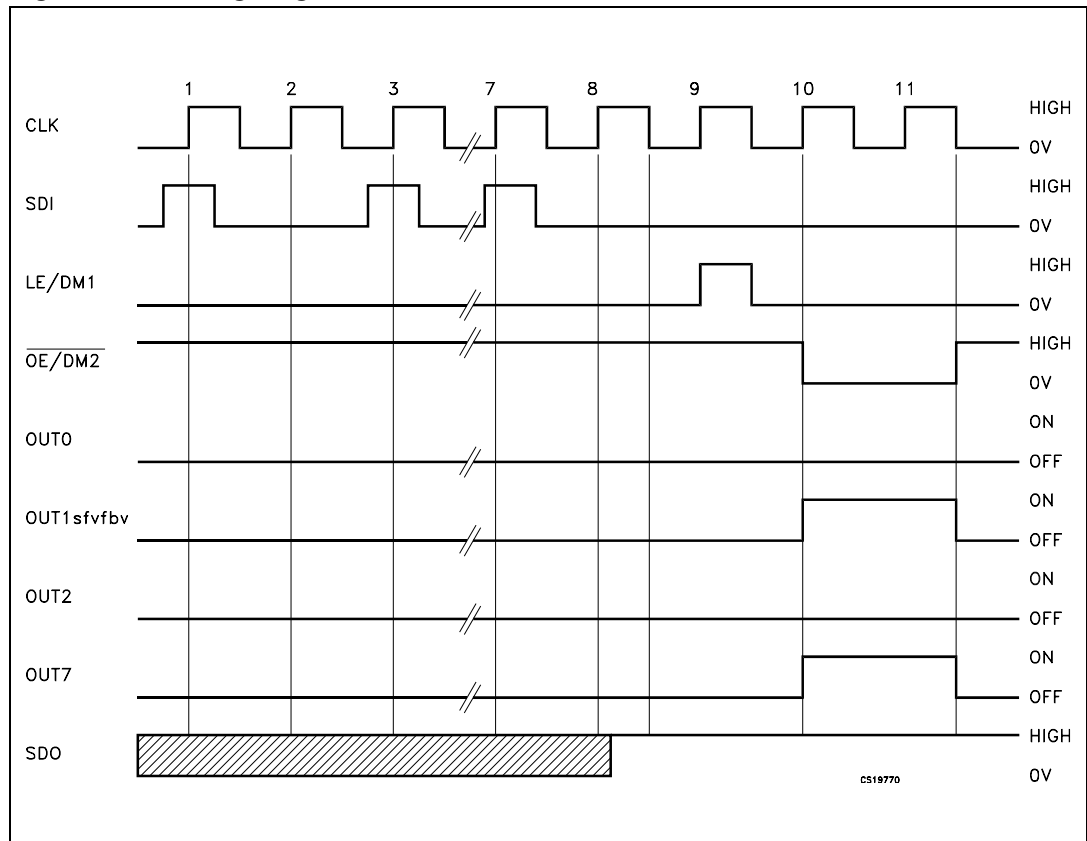 1 2 3 7 8 9 10 11
CLK HIGH
0V
SDI HIGH
0V
LE/DM1 HIGH
0V
OE/DM2 HIGH
0V
OUT0 ON
OFF
OUT1sfvfbv ON
OFF
OUT2 ON
OFF
OUT7 ON
OFF
SDO HIGH
0V
CS19770